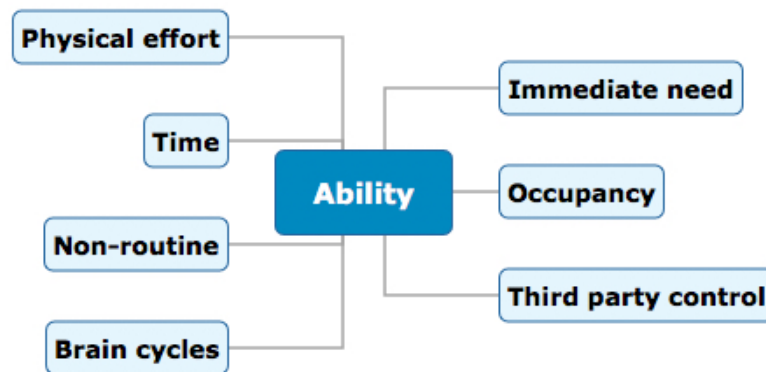 Physical effort
Time
Non-routine
Brain cycles
Ability
Immediate need
Occupancy
Third party control